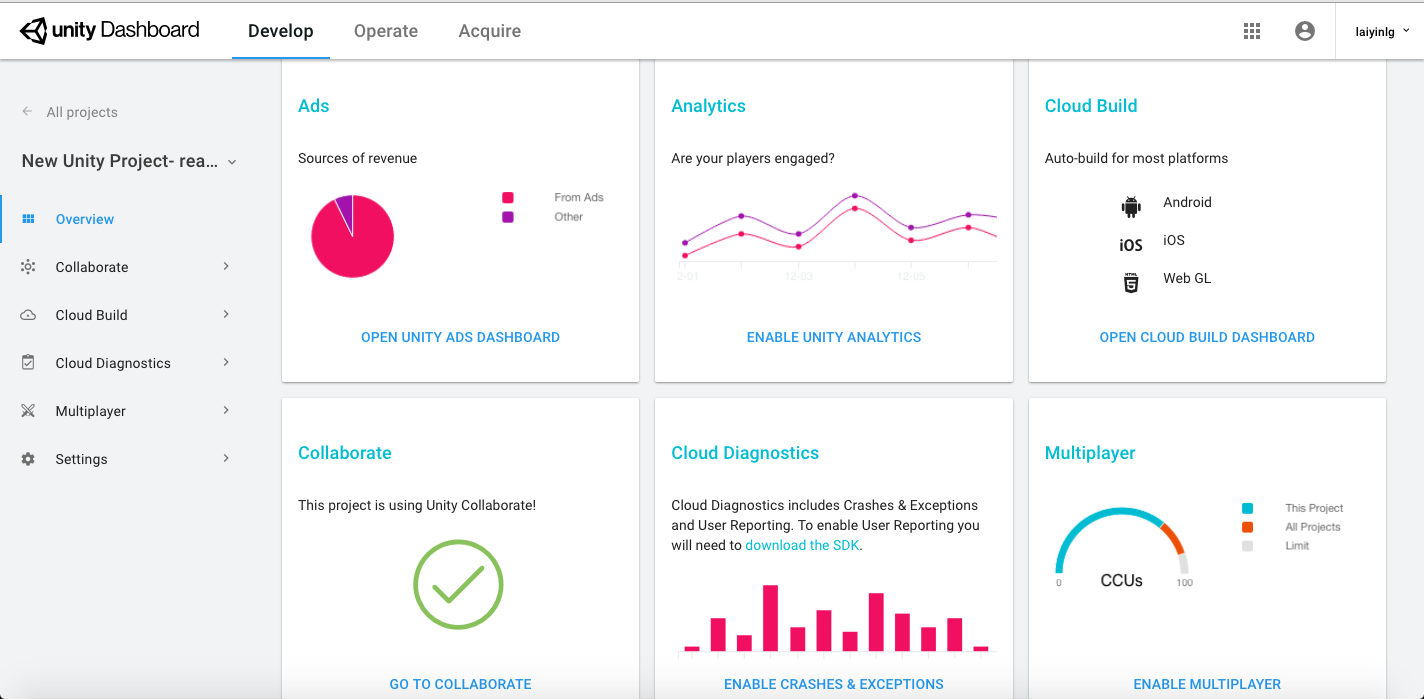 unity Dashboard
Develop
Operate
Acquire
laiyinlg
All projects
New Unity Project- rea...
Overview
Collaborate
Cloud Build
Cloud Diagnostics
Multiplayer
Settings
Ads
Sources of revenue
From Ads
Other
OPEN UNITY ADS DASHBOARD
Analytics
Are your players engaged?
2-01
12-03
12-05
ENABLE UNITY ANALYTICS
Cloud Build
Auto-build for most platforms
Android
iOS iOS
HTML
5
Web GL
OPEN CLOUD BUILD DASHBOARD
Collaborate
This project is using Unity Collaborate!
GO TO COLLABORATE
Cloud Diagnostics
Cloud Diagnostics includes Crashes & Exceptions
and User Reporting. To enable User Reporting you
will need to download the SDK.
ENABLE CRASHES & EXCEPTIONS
Multiplayer
This Project
All Projects
Limit
0 CCUs 100
ENABLE MULTIPLAYER